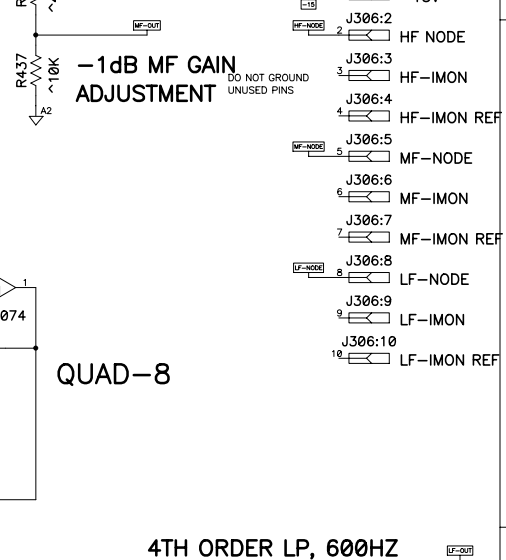 -15
MF-OUT
R437
~10K
-1dB MF GAIN
ADJUSTMENT
DO NOT GROUND
UNUSED PINS
A2
J306:2
HF-NODE
2
HF NODE
J306:3
3
HF-IMON
J306:4
4
HF-IMON REF
J306:5
MF-NODE
5
MF-NODE
J306:6
6
MF-IMON
J306:7
7
MF-IMON REF
J306:8
LF-NODE
8
LF-NODE
J306:9
9
LF-IMON
J306:10
10
LF-IMON REF
1
074
QUAD-8
4TH ORDER LP, 600HZ
LF-OUT